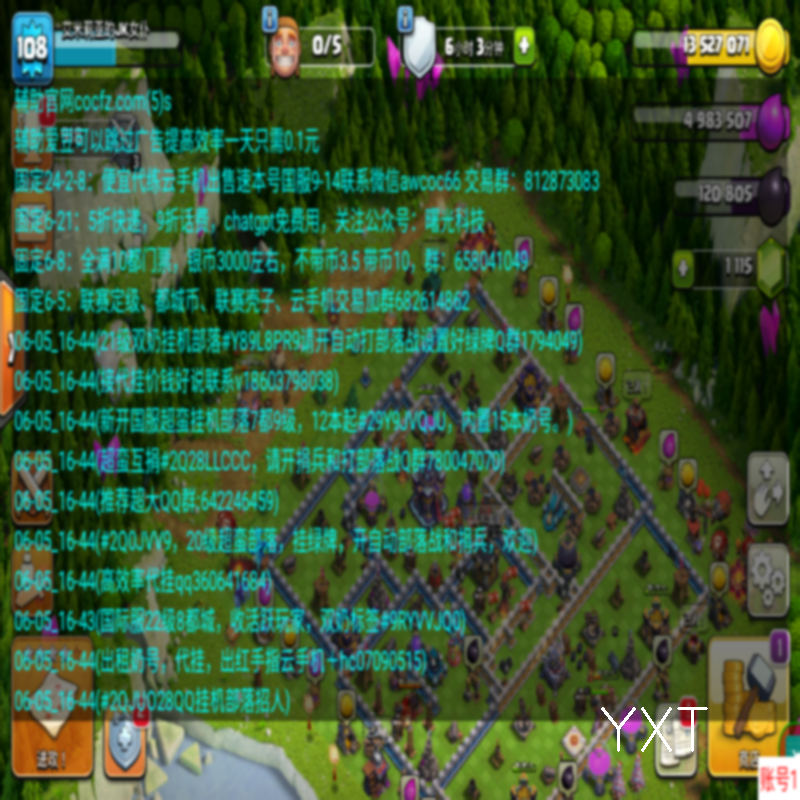 108
0/5
6小时 3分钟
13 527 071
4 983 507
120 805
1 115
辅助官网cocfz.com(5)s
辅助爱豆可以跳过广告提高效率一天只需0.1元
固定24-2-8：便宜代练云手机出售速本号国服9-14联系微信awcoc66 交易群：812873083
固定6-21：5折快递，9折话费，chatgpt免费用，关注公众号：曙光科技
固定6-8：全满10都门票，银币3000左右，不带币3.5 带币10，群：658041049
固定6-5：联赛定级、都城币、联赛壳子、云手机交易加群682614862
06-05_16-44(21级双奶挂机部落#Y89L8PR9请开自动打部落战设置好绿牌Q群1794049)
06-05_16-44(接代挂价钱好说联系v18603798038)
06-05_16-44(新开国服超蛮挂机部落7都9级，12本起#29Y9JVQJU，内置15本奶号。)
06-05_16-44(超蛮互捐#2Q28LLCCC，请开捐兵和打部落战Q群780047070)
06-05_16-44(推荐超大QQ群:642246459)
06-05_16-44(#2Q0JVV9，20级超蛮部落，挂绿牌，开自动部落战和捐兵，欢迎)
06-05_16-44(高效率代挂qq360641684)
06-05_16-43(国际服22级8都城，收活跃玩家，双奶标签#9RYVVJQ0)
06-05_16-44(出租奶号，代挂，出红手指云手机+hc07090515)
06-05_16-44(#2QJUO28QQ挂机部落招人)
进攻！
YXT
商店
账号1